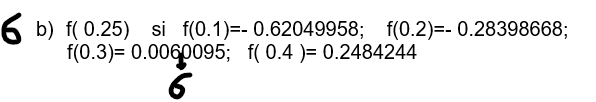 6 b) f( 0.25) si f(0.1)=- 0.62049958; f(0.2)=- 0.28398668;
f(0.3)= 0.0060095; f( 0.4 )= 0.2484244
6